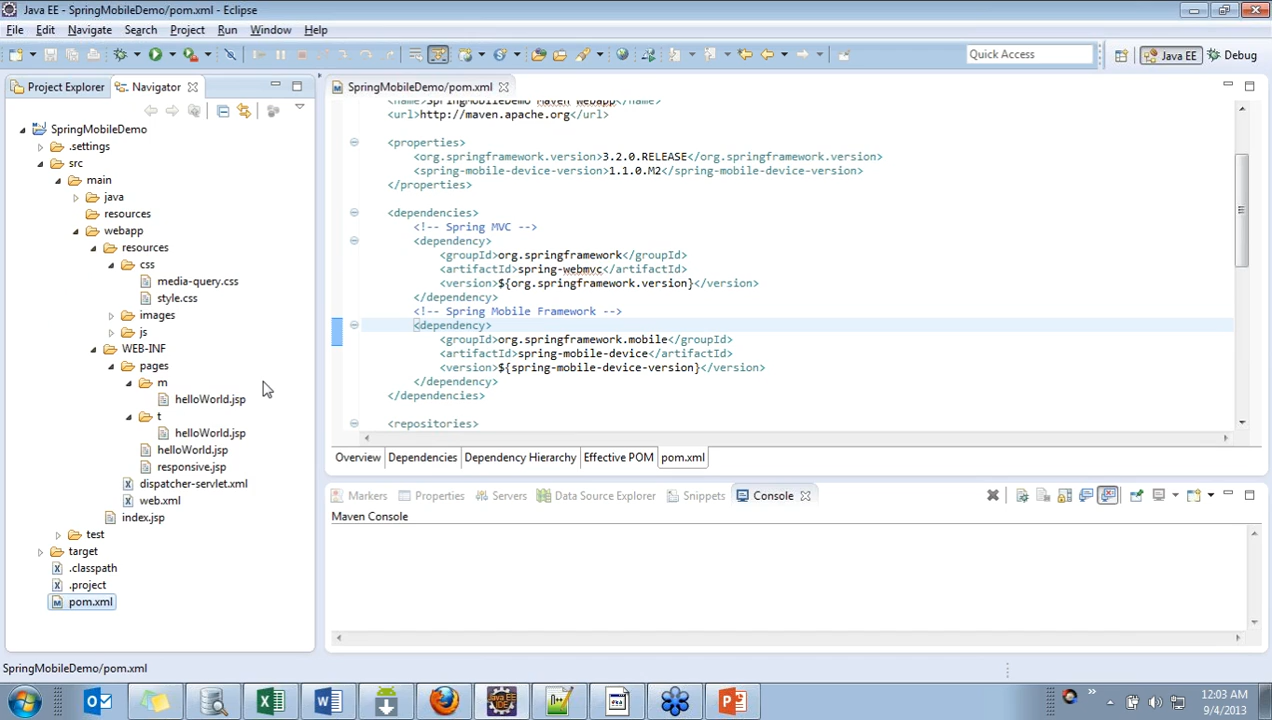 Java EE - SpringMobileDemo/pom.xml - Eclipse
File Edit Navigate Search Project Run Window Help
Quick Access
Java EE
Debug
Project Explorer
Navigator
SpringMobileDemo
.settings
src
main
java
resources
webapp
resources
css
media-query.css
style.css
images
js
WEB-INF
pages
m
helloWorld.jsp
t
helloWorld.jsp
helloWorld.jsp
responsive.jsp
dispatcher-servlet.xml
web.xml
index.jsp
test
target
.classpath
.project
pom.xml
SpringMobileDemo/pom.xml
<name>SpringMobileDemo Maven Webapp</name>
<url>http://maven.apache.org</url>
<properties>
<org.springframework.version>3.2.0.RELEASE</org.springframework.version>
<spring-mobile-device-version>1.1.0.M2</spring-mobile-device-version>
</properties>
<dependencies>
<!-- Spring MVC -->
<dependency>
<groupId>org.springframework</groupId>
<artifactId>spring-webmvc</artifactId>
<version>${org.springframework.version}</version>
</dependency>
<!-- Spring Mobile Framework -->
<dependency>
<groupId>org.springframework.mobile</groupId>
<artifactId>spring-mobile-device</artifactId>
<version>${spring-mobile-device-version}</version>
</dependency>
</dependencies>
<repositories>
Overview Dependencies Dependency Hierarchy Effective POM pom.xml
Markers Properties Servers Data Source Explorer Snippets Console
Maven Console
SpringMobileDemo/pom.xml
12:03 AM
9/4/2013